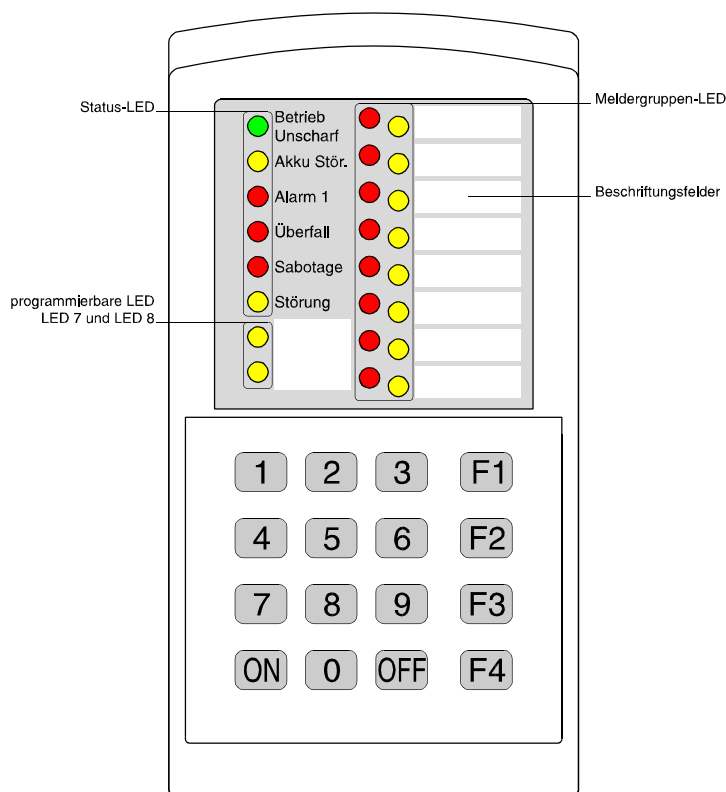 Status-LED
Betrieb
Unscharf
Akku Stör.
Alarm 1
Überfall
Sabotage
Störung
programmierbare LED
LED 7 und LED 8
Meldergruppen-LED
Beschriftungsfelder
1 2 3 F1
4 5 6 F2
7 8 9 F3
ON 0 OFF F4